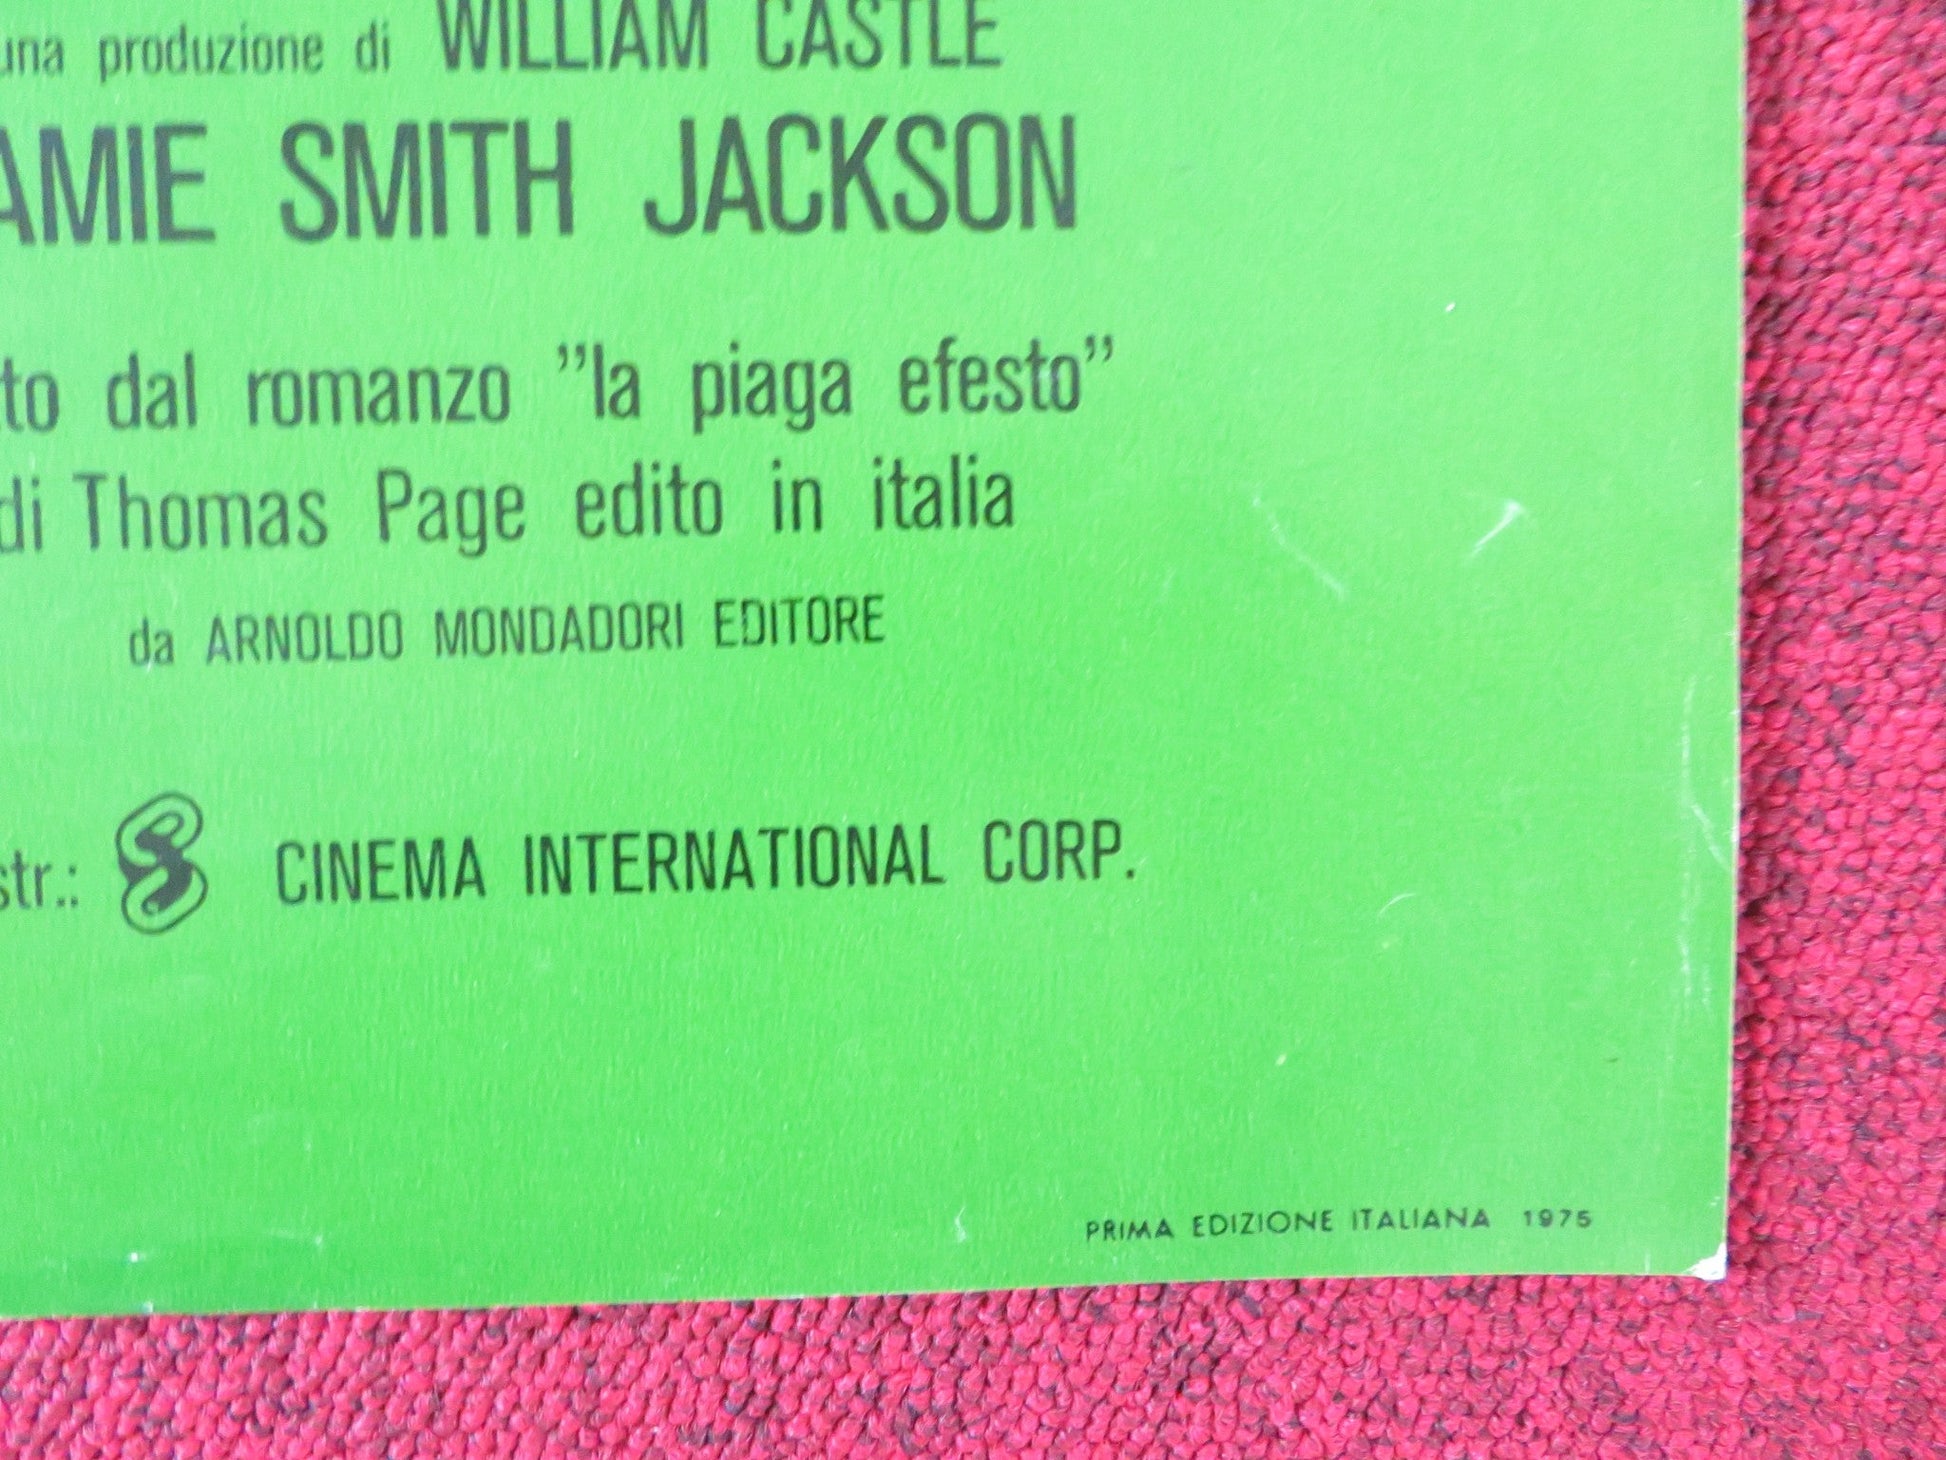 una produzione di WILLIAM CASTLE
AMIE SMITH JACKSON
to dal romanzo "la piaga efesto"
di Thomas Page edito in italia
da ARNOLDO MONDADORI EDITORE
str.: CINEMA INTERNATIONAL CORP.
PRIMA EDIZIONE ITALIANA 1975